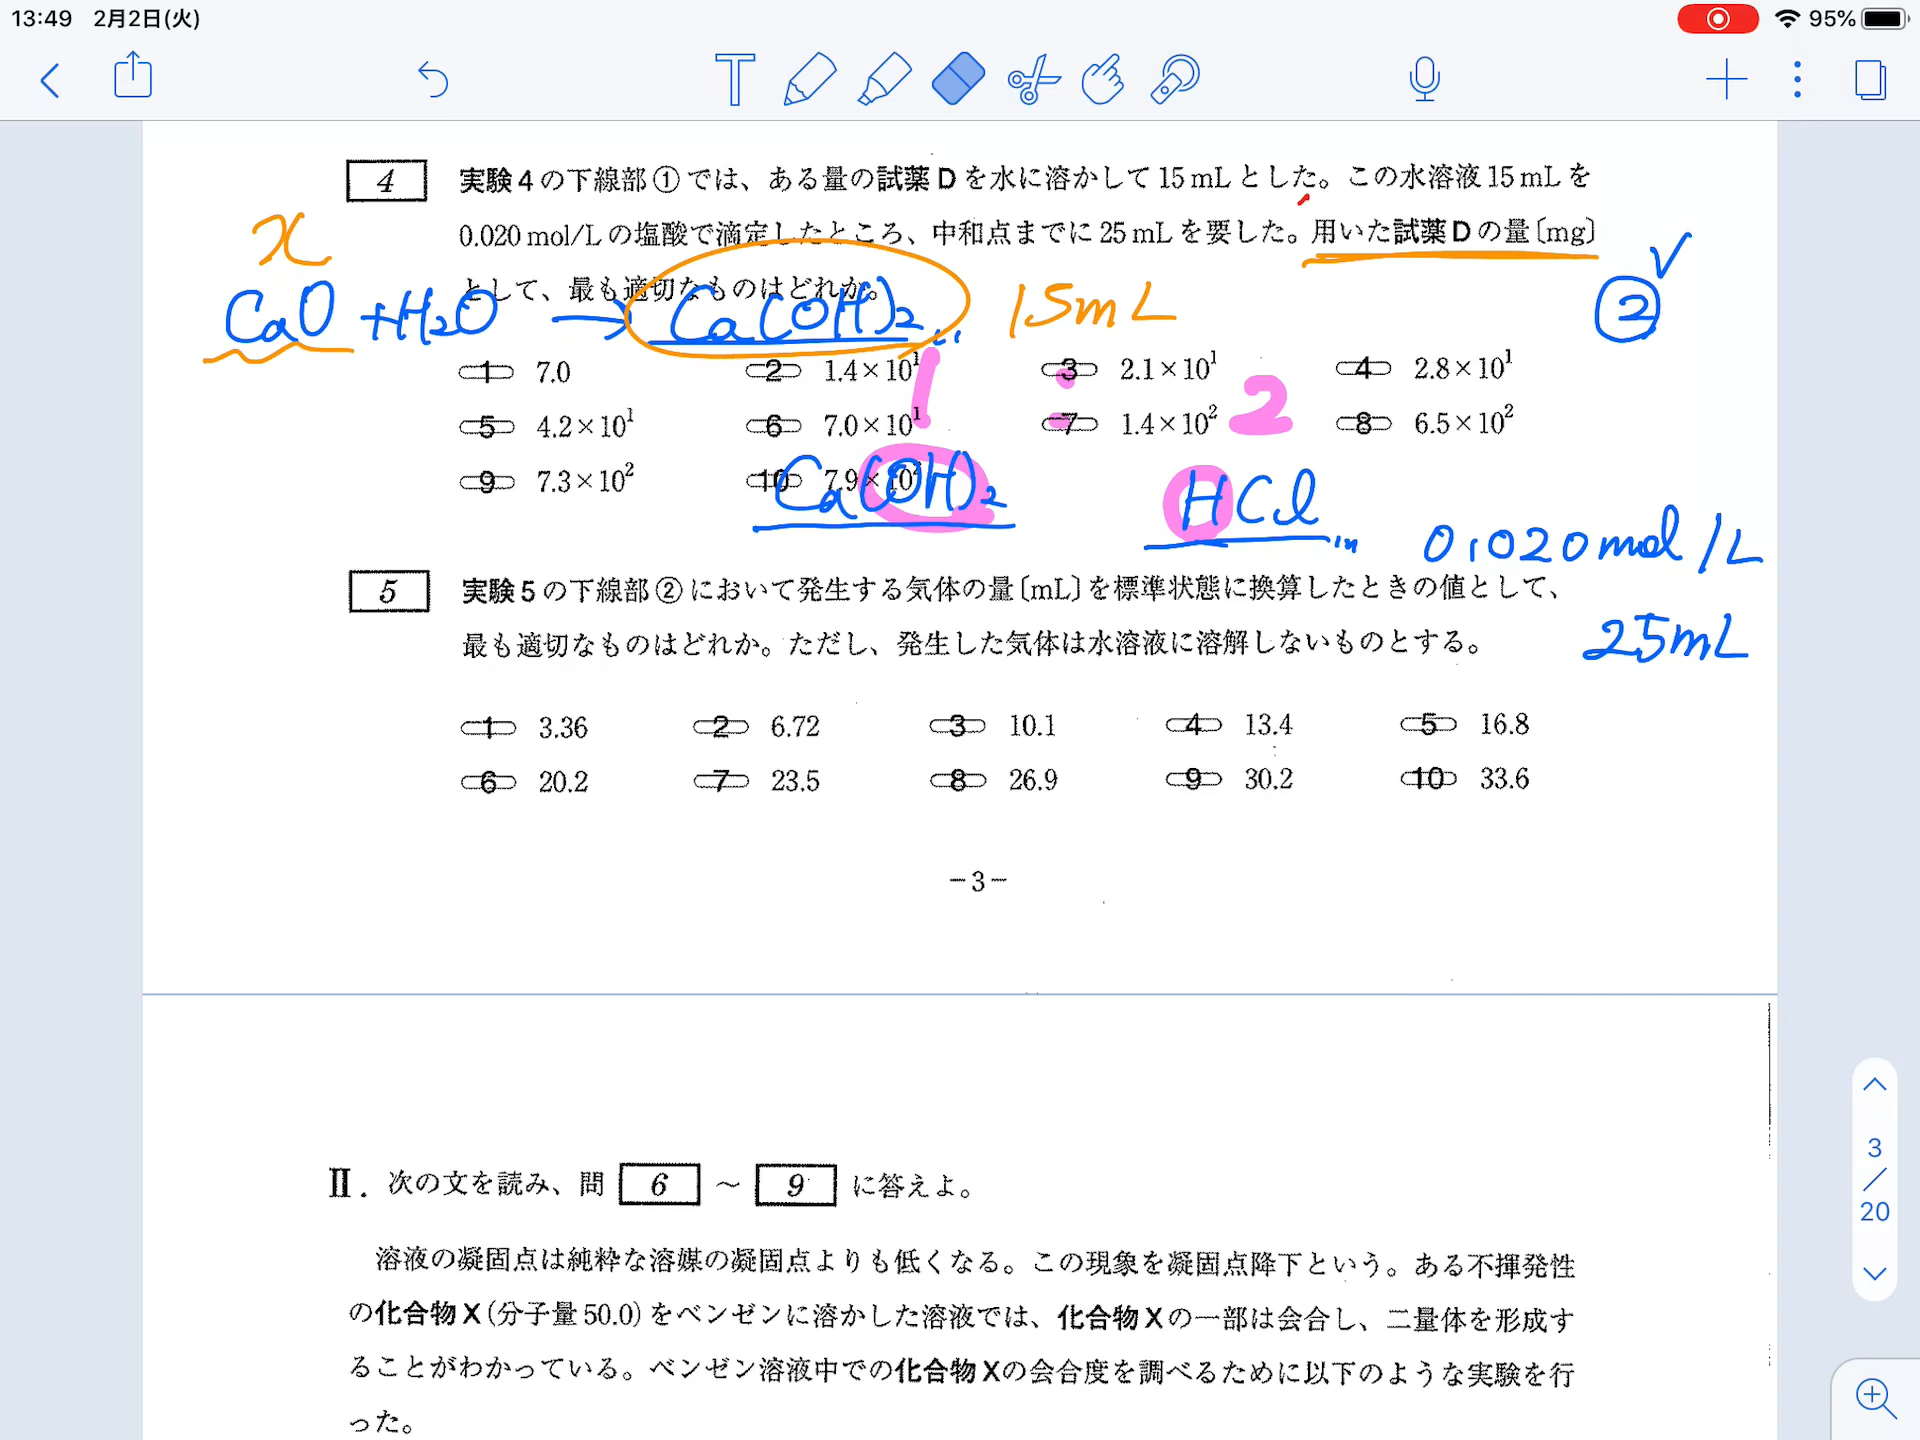 13:49 2月2日(火)
95%
4 実験4の下線部①では、ある量の試薬Dを水に溶かして15mLとした。この水溶液15mLを
0.020mol/Lの塩酸で滴定したところ、中和点までに25mLを要した。用いた試薬Dの量〔mg〕
として、最も適切なものはどれか。
x
CaO + H₂O → Ca(OH)₂ ... 15mL
②
1 7.0 2 1.4×10¹ 3 2.1×10¹ 4 2.8×10¹
5 4.2×10¹ 6 7.0×10¹ 7 1.4×10² 8 6.5×10²
1 : 2
9 7.3×10² 10 7.9×10²
Ca(OH)₂ HCl ... 0.020mol/L
25mL
5 実験5の下線部②において発生する気体の量〔mL〕を標準状態に換算したときの値として、
最も適切なものはどれか。ただし、発生した気体は水溶液に溶解しないものとする。
1 3.36 2 6.72 3 10.1 4 13.4 5 16.8
6 20.2 7 23.5 8 26.9 9 30.2 10 33.6
−3−
Ⅱ. 次の文を読み、問 6 ～ 9 に答えよ。
溶液の凝固点は純粋な溶媒の凝固点よりも低くなる。この現象を凝固点降下という。ある不揮発性
の化合物X(分子量50.0)をベンゼンに溶かした溶液では、化合物Xの一部は会合し、二量体を形成す
ることがわかっている。ベンゼン溶液中での化合物Xの会合度を調べるために以下のような実験を行
った。
3
/
20